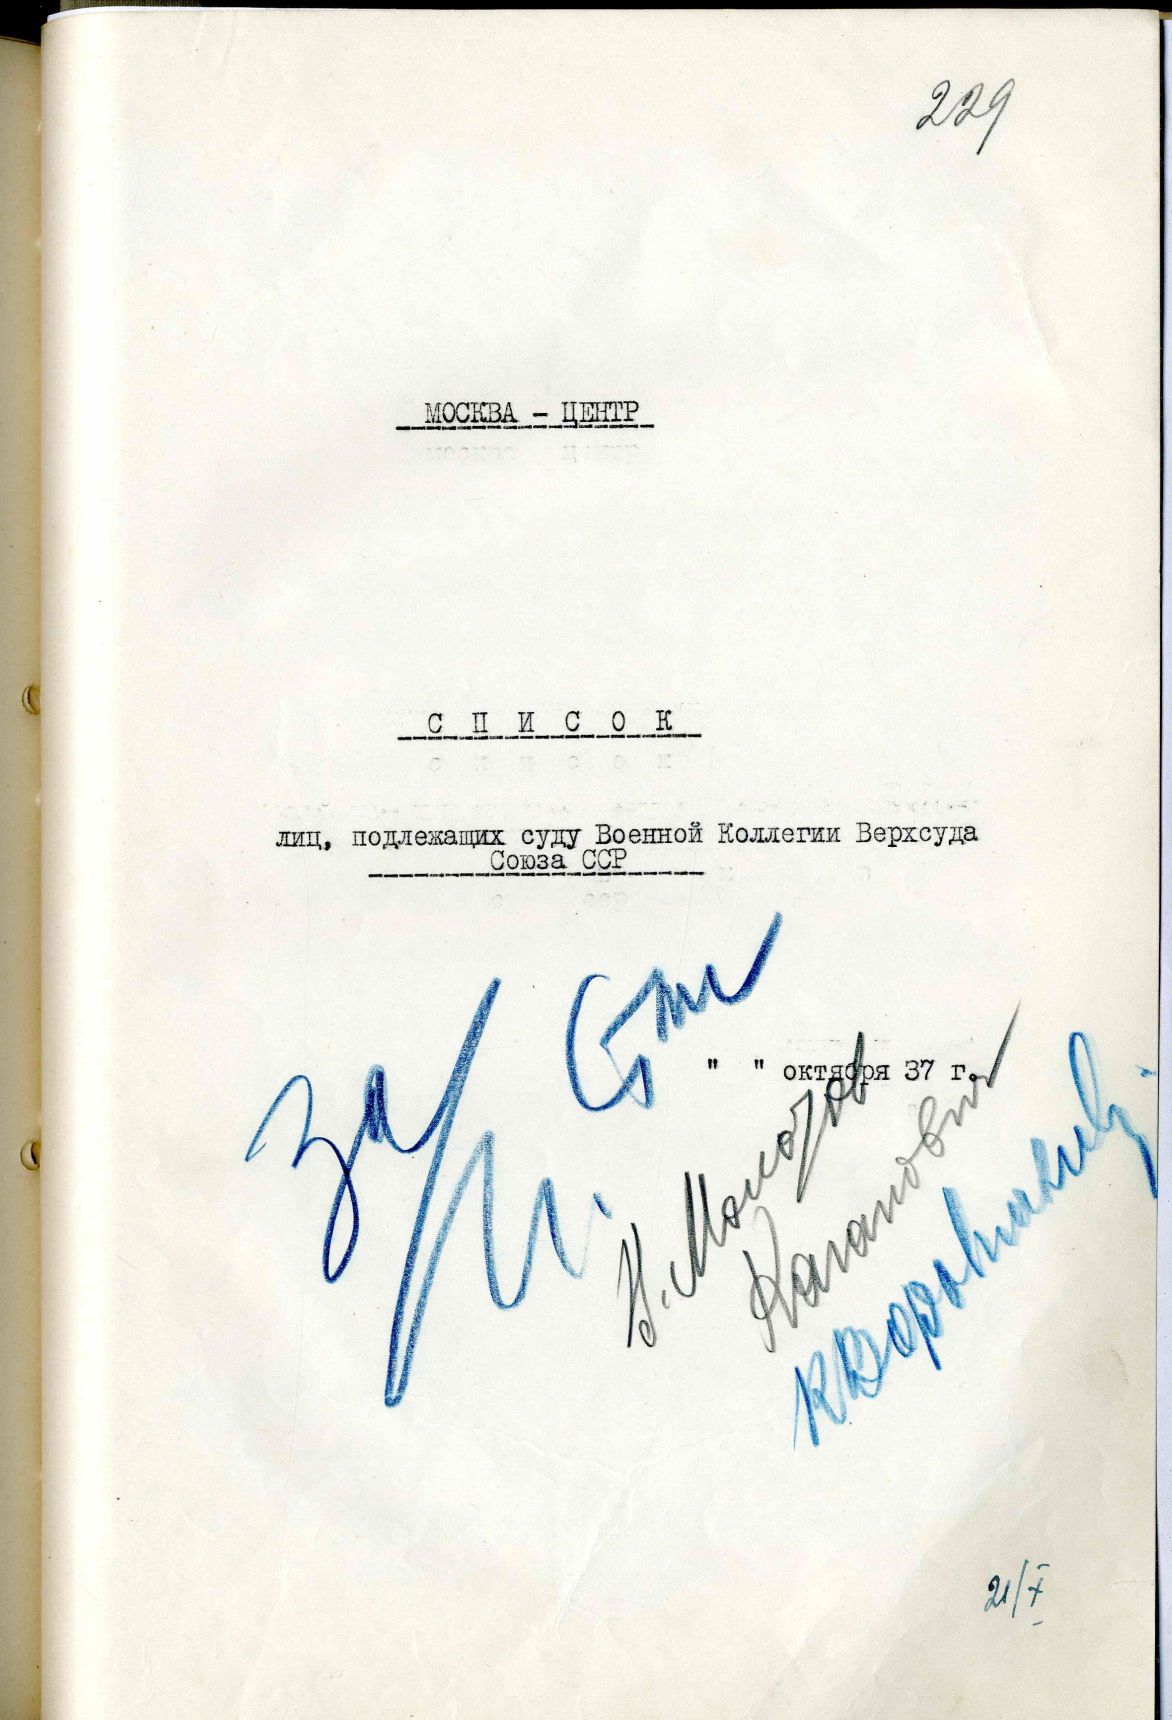 229
МОСКВА - ЦЕНТР
С П И С О К
лиц, подлежащих суду Военной Коллегии Верхсуда
Союза ССР
За
И. Ст
" " октября 37 г.
В. Молотов
Каганович
К Ворошилов
21/X